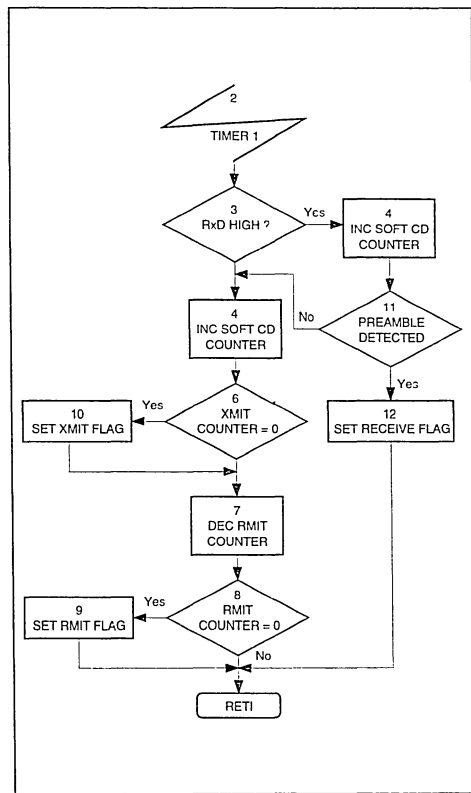 2
TIMER 1
3
RxD HIGH ?
Yes
4
INC SOFT CD
COUNTER
No
11
PREAMBLE
DETECTED
4
INC SOFT CD
COUNTER
Yes
12
SET RECEIVE FLAG
6
XMIT
COUNTER = 0
Yes
10
SET XMIT FLAG
7
DEC RMIT
COUNTER
8
RMIT
COUNTER = 0
Yes
9
SET RMIT FLAG
No
RETI